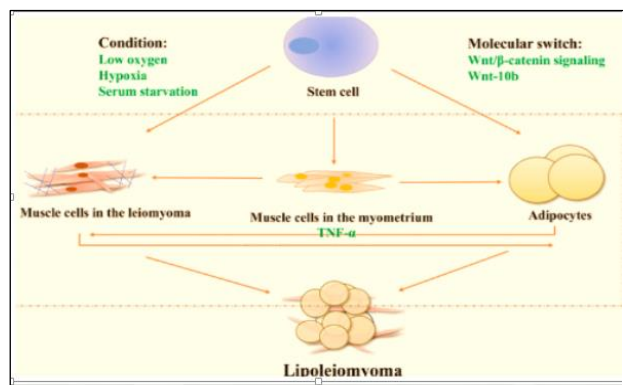 Condition:
Low oxygen
Hypoxia
Serum starvation
Molecular switch:
Wnt/β-catenin signaling
Wnt-10b
Stem cell
Muscle cells in the leiomyoma
Muscle cells in the myometrium
Adipocytes
TNF-α
Lipoleiomyoma